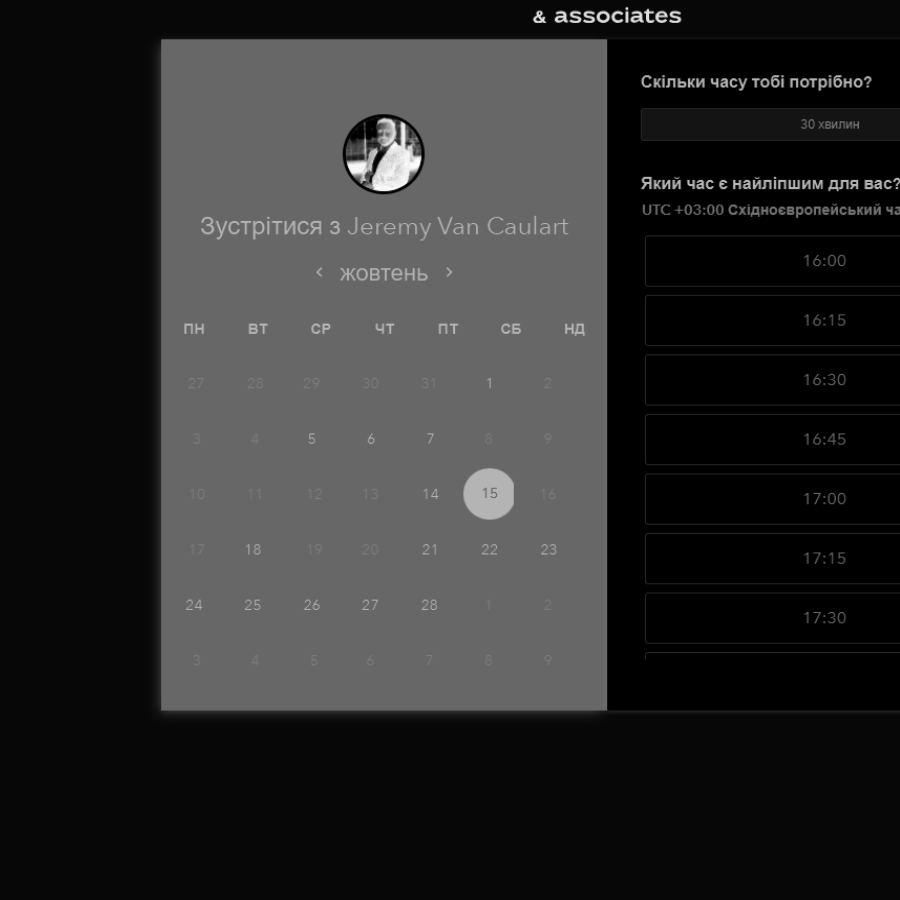 & associates
Зустрітися з Jeremy Van Caulart
жовтень
ПН ВТ СР ЧТ ПТ СБ НД
27 28 29 30 31 1 2
3 4 5 6 7 8 9
10 11 12 13 14 15 16
17 18 19 20 21 22 23
24 25 26 27 28 1 2
3 4 5 6 7 8 9
Скільки часу тобі потрібно?
30 хвилин
Який час є найліпшим для вас?
UTC +03:00 Східноєвропейський
16:00
16:15
16:30
16:45
17:00
17:15
17:30